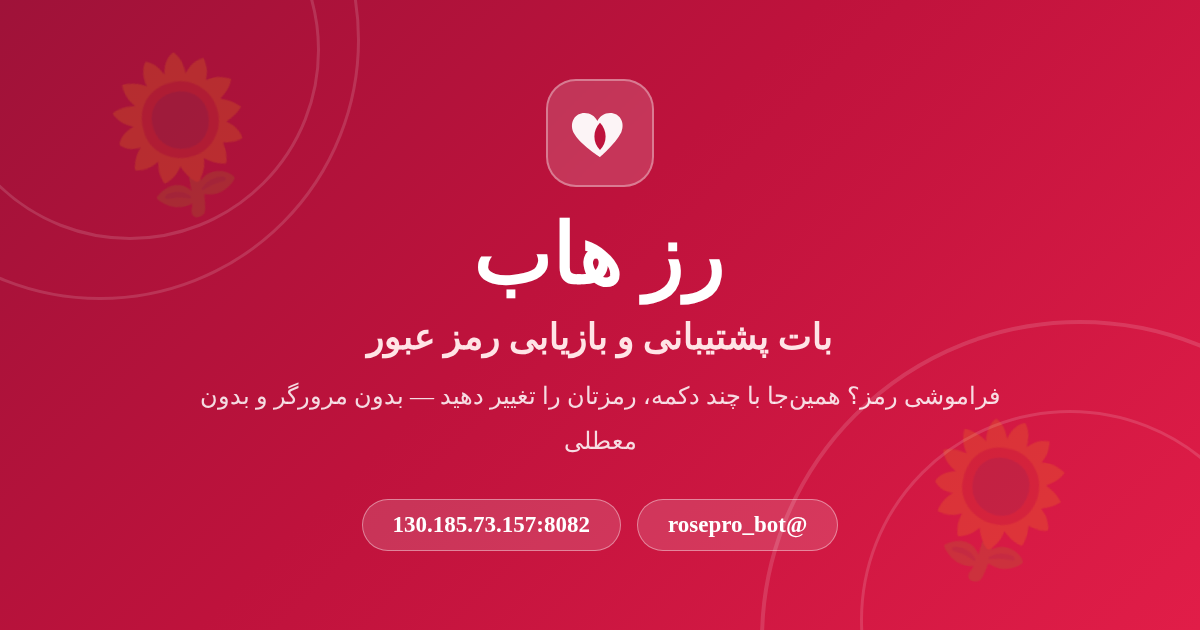 رز هاب
بات پشتیبانی و بازیابی رمز عبور
فراموشی رمز؟ همین‌جا با چند دکمه، رمزتان را تغییر دهید — بدون مرورگر و بدون
معطلی
rosepro_bot@
130.185.73.157:8082